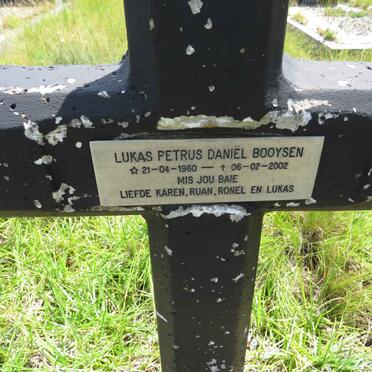 LUKAS PETRUS DANIËL BOOYSEN
☆ 21-04-1960 — ✝ 06-02-2002
MIS JOU BAIE
LIEFDE KAREN, RUAN, RONEL EN LUKAS